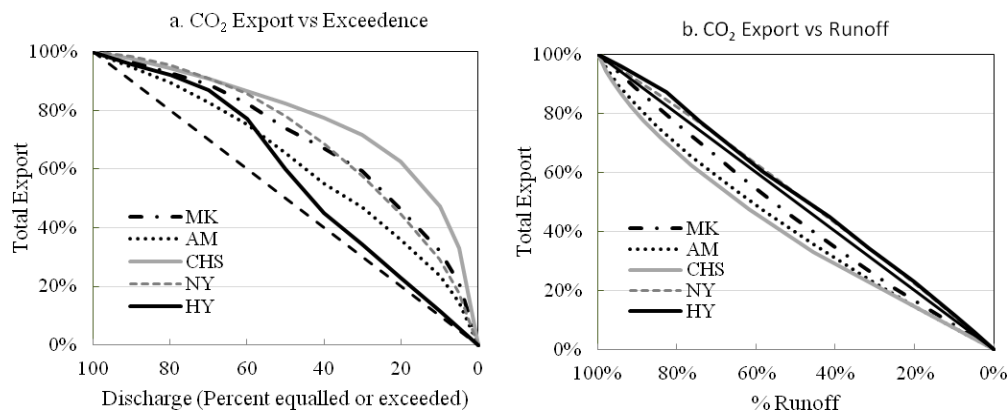 a. CO2 Export vs Exceedence
100%
80%
60%
40%
20%
0%
Total Export
MK
AM
CHS
NY
HY
100 80 60 40 20 0
Discharge (Percent equalled or exceeded)
b. CO2 Export vs Runoff
100%
80%
60%
40%
20%
0%
Total Export
MK
AM
CHS
NY
HY
100% 80% 60% 40% 20% 0%
% Runoff